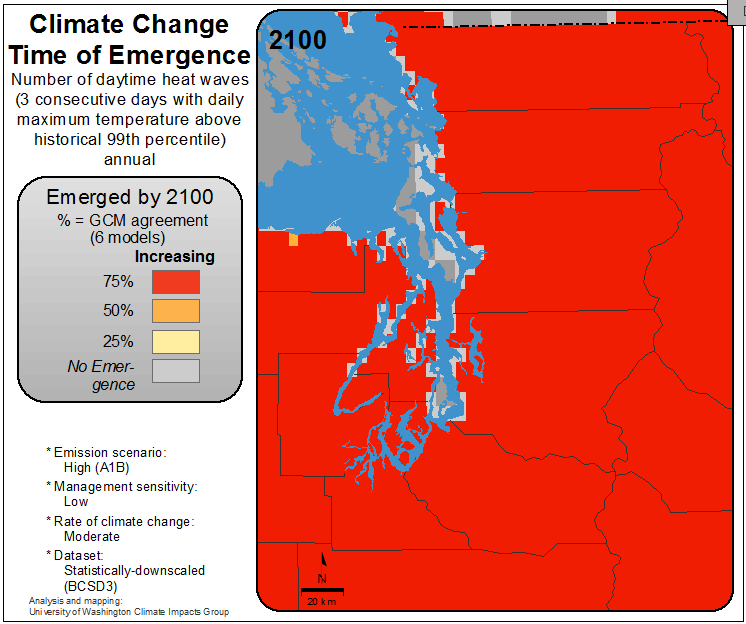 Climate Change
Time of Emergence
Number of daytime heat waves
(3 consecutive days with daily
maximum temperature above
historical 99th percentile)
annual
Emerged by 2100
% = GCM agreement
(6 models)
Increasing
75%
50%
25%
No Emer-
gence
* Emission scenario:
High (A1B)
* Management sensitivity:
Low
* Rate of climate change:
Moderate
* Dataset:
Statistically-downscaled
(BCSD3)
Analysis and mapping:
University of Washington Climate Impacts Group
2100
N
20 km